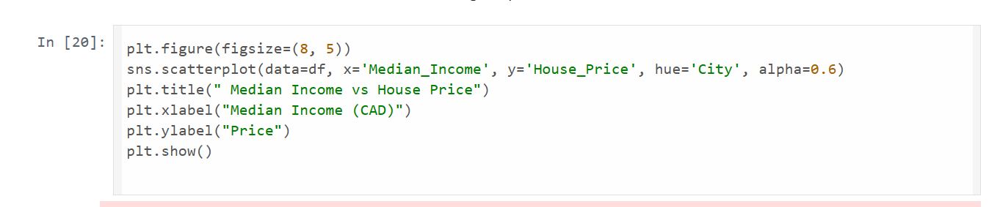 In [20]:
plt.figure(figsize=(8, 5))
sns.scatterplot(data=df, x='Median_Income', y='House_Price', hue='City', alpha=0.6)
plt.title(" Median Income vs House Price")
plt.xlabel("Median Income (CAD)")
plt.ylabel("Price")
plt.show()